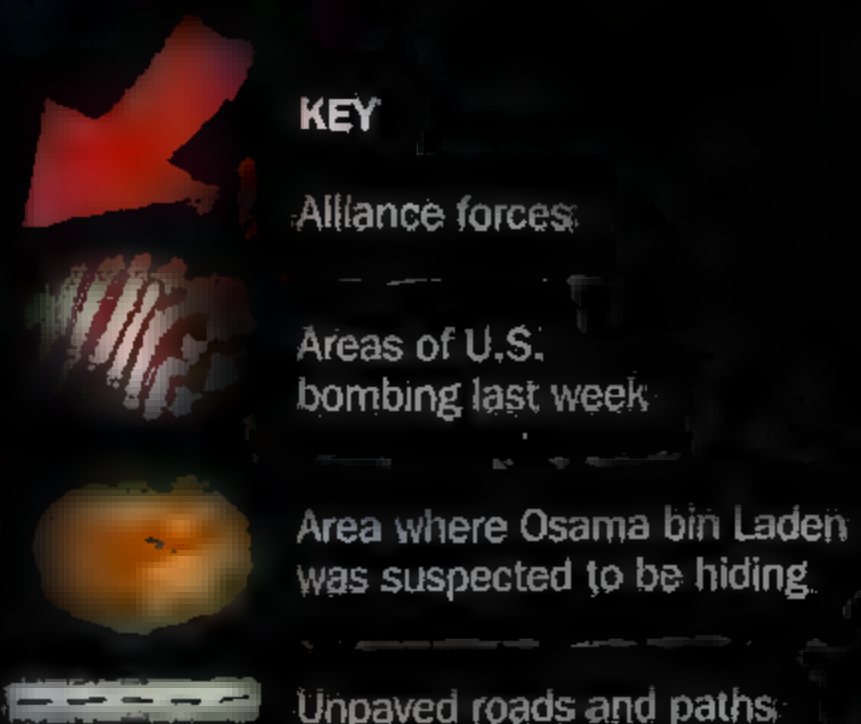 KEY
Alliance forces
Areas of U.S.
bombing last week
Area where Osama bin Laden
was suspected to be hiding
Unpaved roads and paths